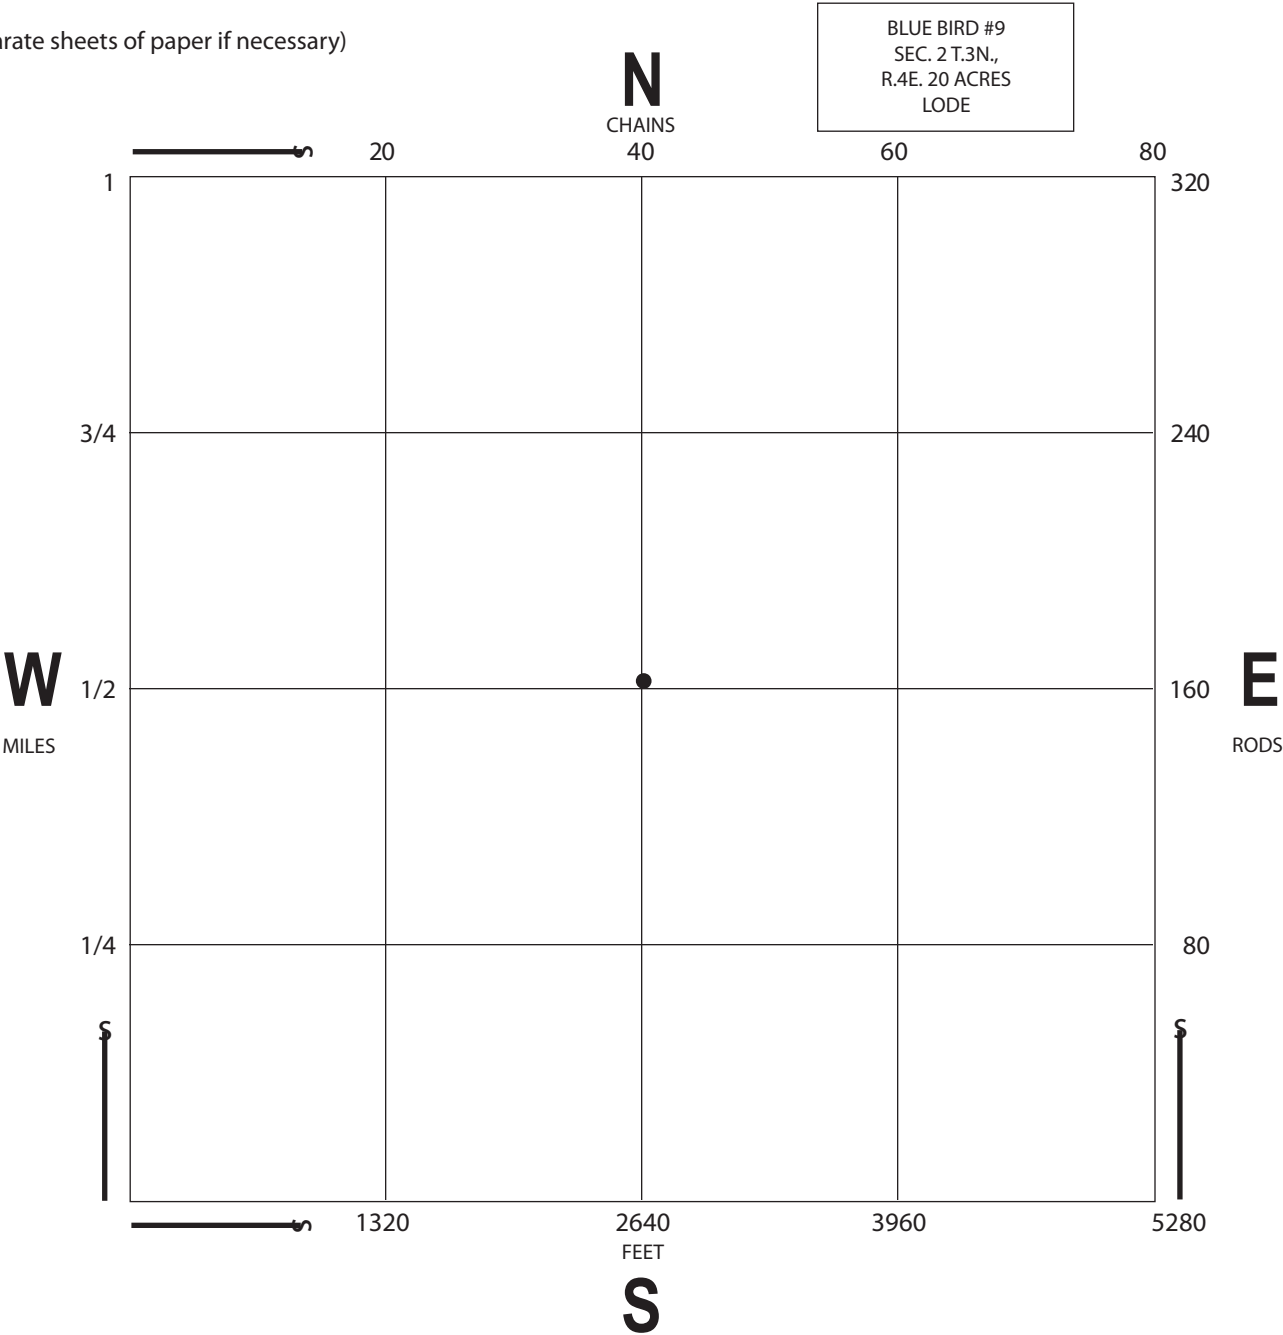 BLUE BIRD #9
SEC. 2 T.3N.,
R.4E. 20 ACRES
LODE
sheets of paper if necessary)
N
CHAINS
20 40 60 80
1 320
3/4 240
W 1/2 160 E
MILES RODS
1/4 80
S S
S S
1320 2640 3960 5280
FEET
S